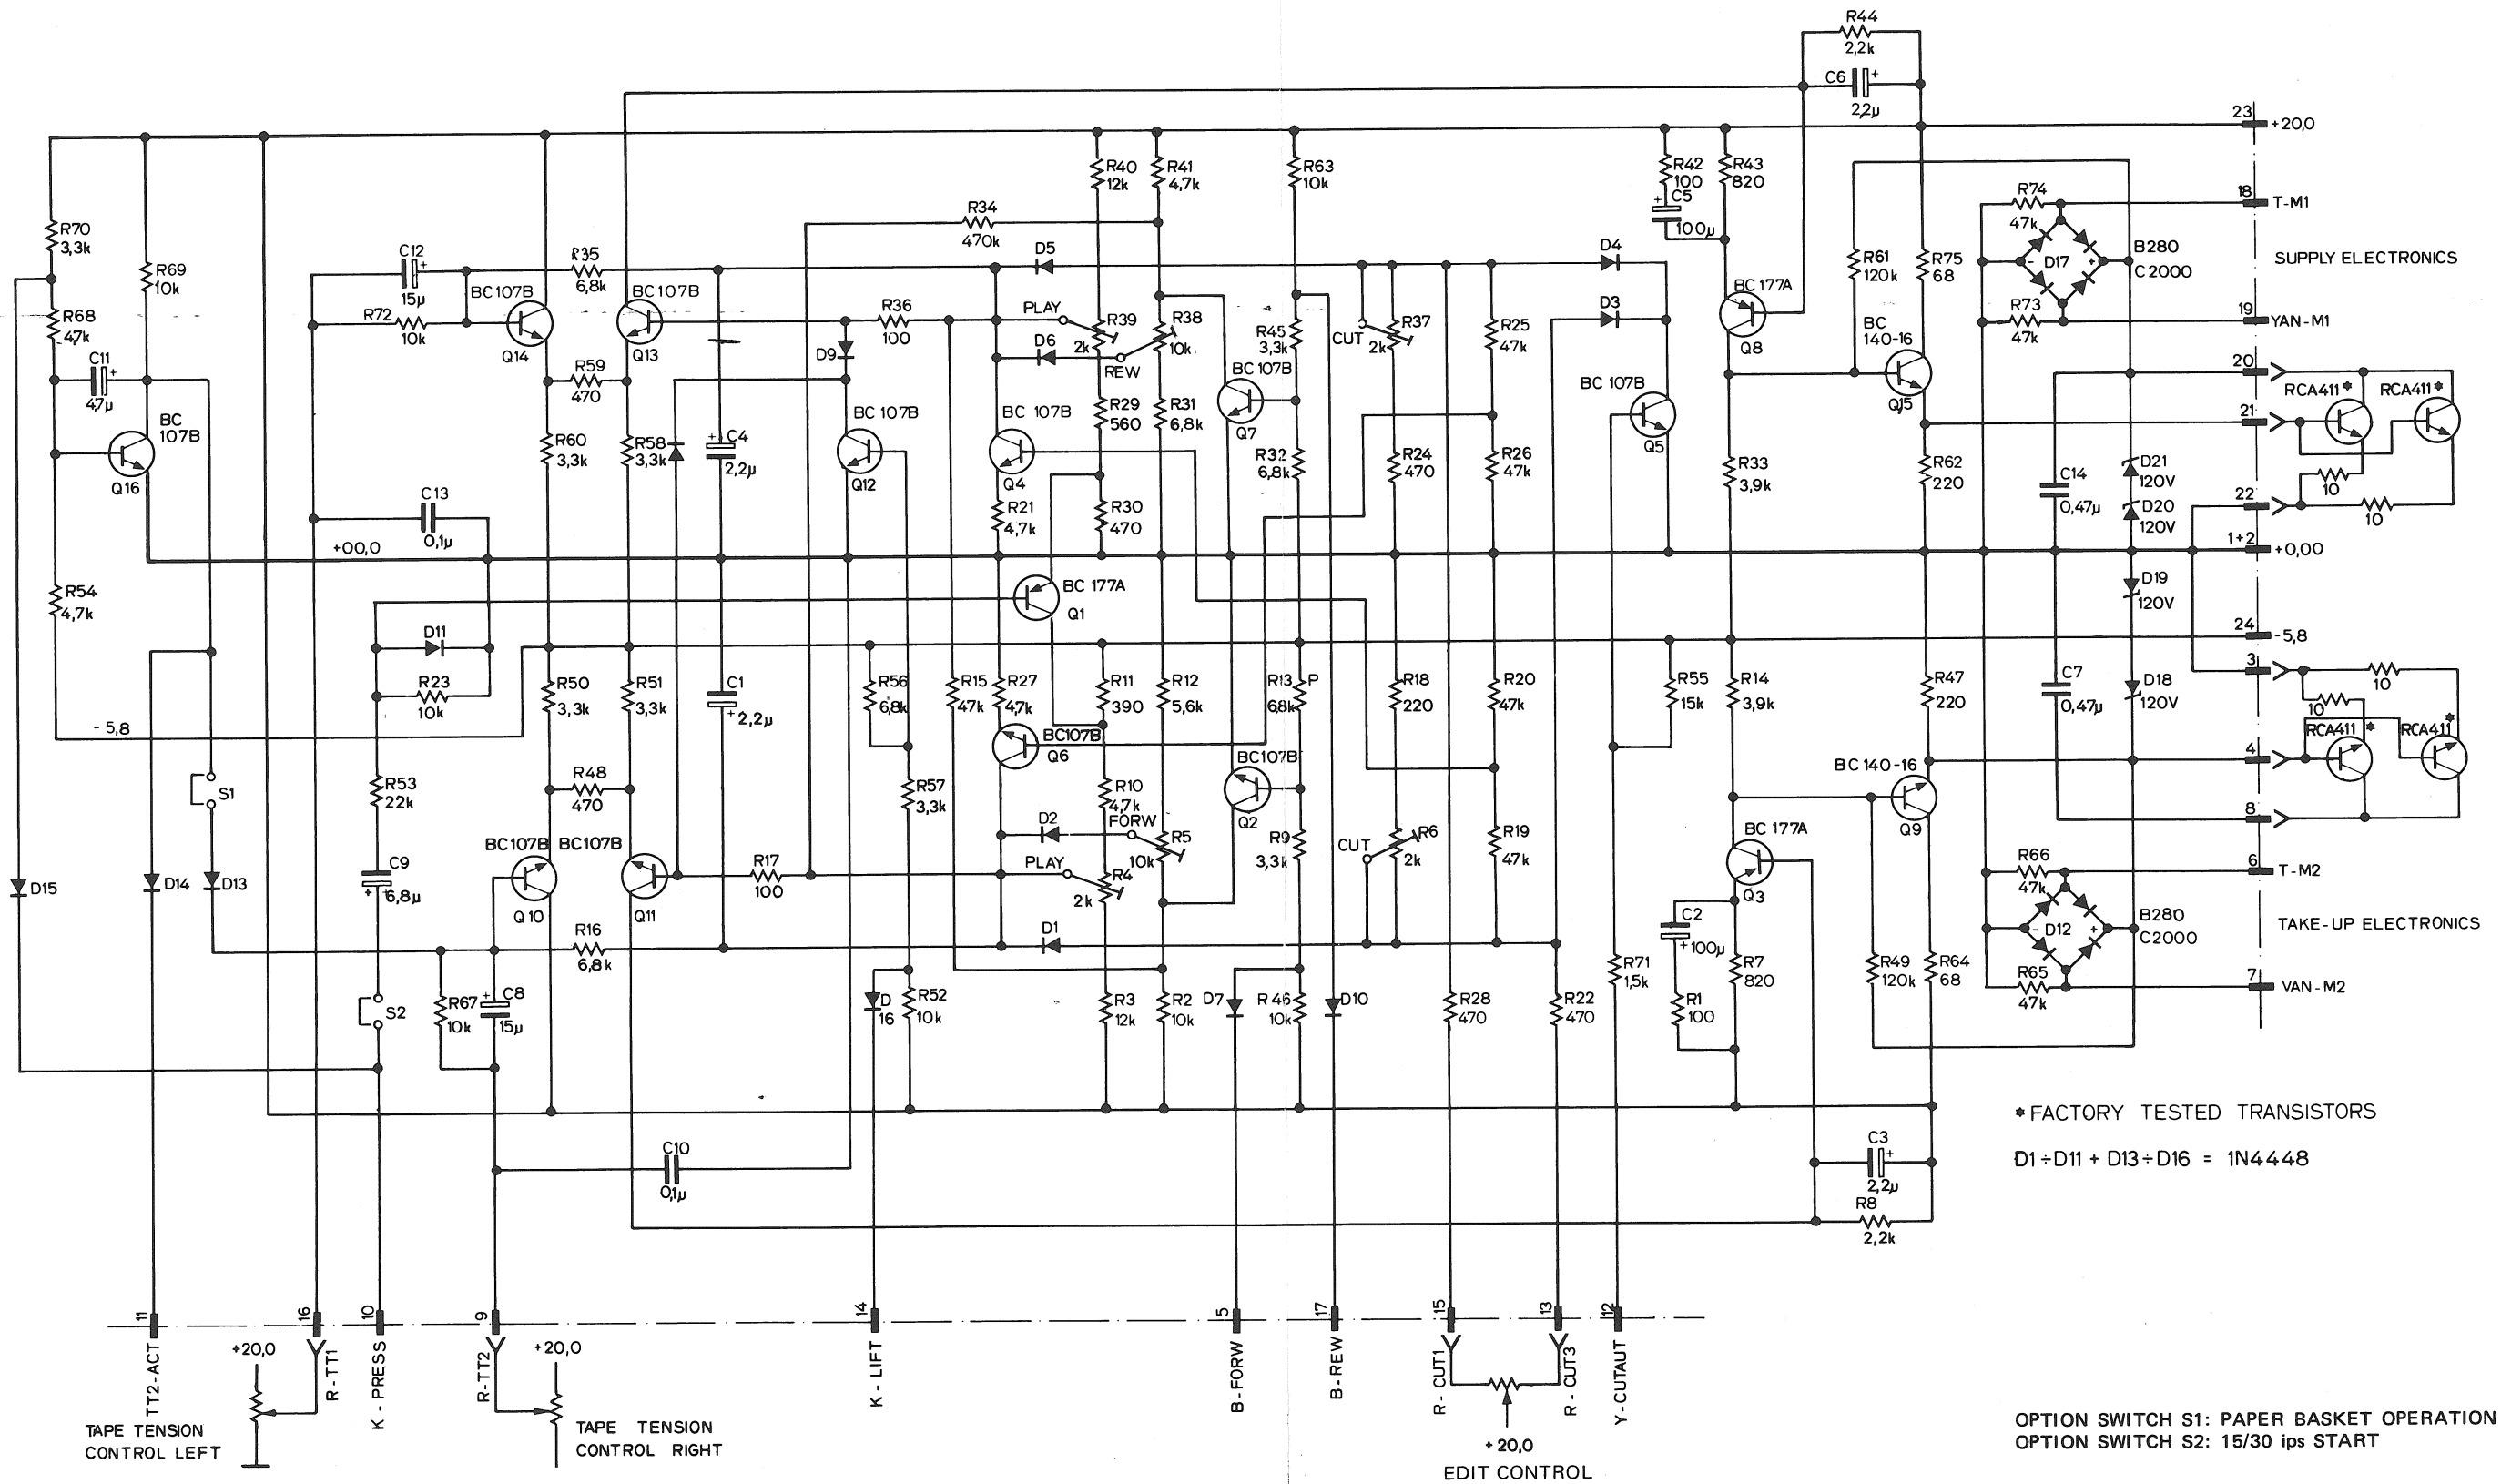 R44
2,2k
C6
2,2µ
23
+20,0
R40
12k
R41
4,7k
R63
10k
R42
100
C5
100µ
R43
820
R74
47k
18
T-M1
R70
3,3k
R69
10k
C12
15µ
R35
6,8k
R34
470k
D5
D4
R61
120k
R75
68
D17
B280
C2000
SUPPLY ELECTRONICS
BC107B
BC107B
R36
100
PLAY
R39
2k
R38
10k
BC 177A
R72
10k
R68
47k
Q14
Q13
D9
D6
REW
R45
3,3k
CUT
R37
2k
R25
47k
D3
Q8
BC
140-16
R73
47k
19
YAN-M1
C11
4,7µ
R59
470
BC 107B
Q7
BC 107B
Q15
20
RCA411*
RCA411*
BC
107B
BC 107B
BC 107B
R29
560
R31
6,8k
Q5
21
R60
3,3k
R58
3,3k
C4
2,2µ
Q12
Q4
R32
6,8k
R24
470
R26
47k
R33
3,9k
R62
220
C14
0,47µ
D21
120V
D20
120V
10
10
22
Q16
C13
0,1µ
R21
4,7k
R30
470
+00,0
1+2
+0,00
R54
4,7k
BC 177A
Q1
D19
120V
D11
24
-5,8
R23
10k
R50
3,3k
R51
3,3k
C1
2,2µ
R56
6,8k
R15
47k
R27
4,7k
R11
390
R12
5,6k
R13
P
6,8k
R18
220
R20
47k
R55
15k
R14
3,9k
R47
220
C7
0,47µ
D18
120V
3
10
10
- 5,8
BC107B
Q6
RCA411*
RCA411*
4
R53
22k
S1
R48
470
R57
3,3k
R10
4,7k
BC107B
Q2
BC 140-16
Q9
8
D2
FORW
R5
10k
R9
3,3k
CUT
R6
2k
R19
47k
BC 177A
Q3
BC107B
BC107B
R17
100
PLAY
R4
2k
D15
D14
D13
C9
6,8µ
Q10
Q11
R66
47k
6
T-M2
R16
6,8k
D1
C2
100µ
D12
B280
C2000
TAKE-UP ELECTRONICS
R67
10k
C8
15µ
S2
D
16
R52
10k
R3
12k
R2
10k
D7
R46
10k
D10
R28
470
R22
470
R71
1,5k
R1
100
R7
820
R49
120k
R64
68
R65
47k
7
VAN-M2
*FACTORY TESTED TRANSISTORS
D1÷D11 + D13÷D16 = 1N4448
C10
0,1µ
C3
2,2µ
R8
2,2k
11
16
10
9
14
5
17
15
13
12
TT2-ACT
+20,0
R-TT1
K-PRESS
R-TT2
+20,0
K-LIFT
B-FORW
B-REW
R-CUT1
R-CUT3
Y-CUTAUT
TAPE TENSION
CONTROL LEFT
TAPE TENSION
CONTROL RIGHT
+20,0
EDIT CONTROL
OPTION SWITCH S1: PAPER BASKET OPERATION
OPTION SWITCH S2: 15/30 ips START